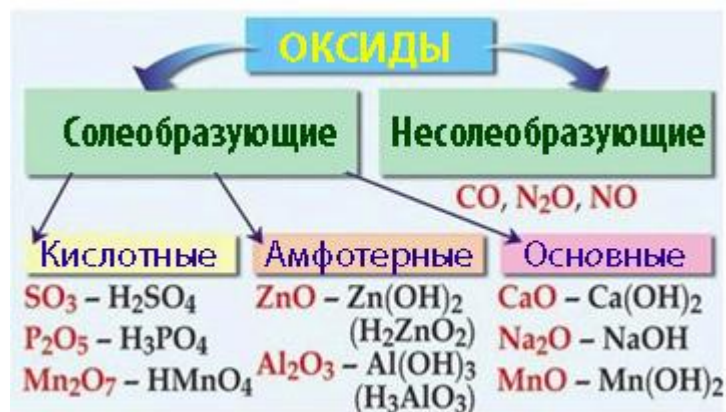 ОКСИДЫ
Солеобразующие
Несолеобразующие
CO, N₂O, NO
Кислотные
SO₃ – H₂SO₄
P₂O₅ – H₃PO₄
Mn₂O₇ – HMnO₄
Амфотерные
ZnO – Zn(OH)₂
(H₂ZnO₂)
Al₂O₃ – Al(OH)₃
(H₃AlO₃)
Основные
CaO – Ca(OH)₂
Na₂O – NaOH
MnO – Mn(OH)₂